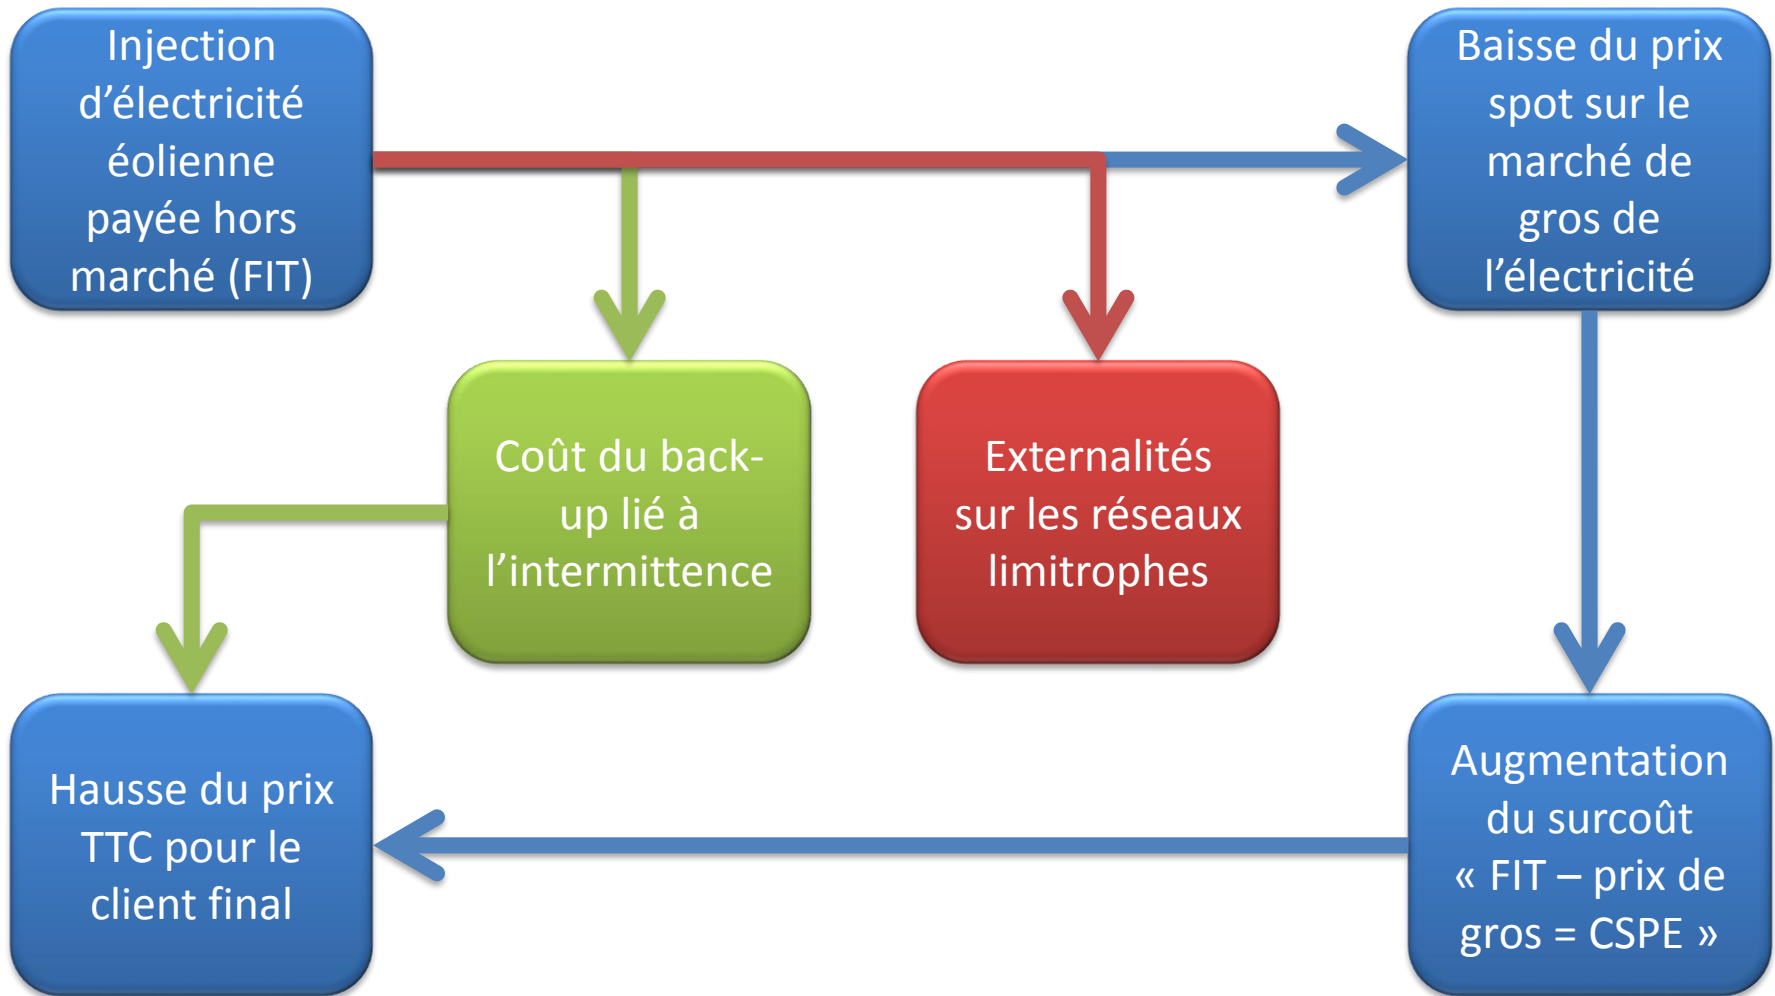 Injection
d’électricité
éolienne
payée hors
marché (FIT)
Baisse du prix
spot sur le
marché de
gros de
l’électricité
Coût du back-
up lié à
l’intermittence
Externalités
sur les réseaux
limitrophes
Hausse du prix
TTC pour le
client final
Augmentation
du surcoût
« FIT – prix de
gros = CSPE »